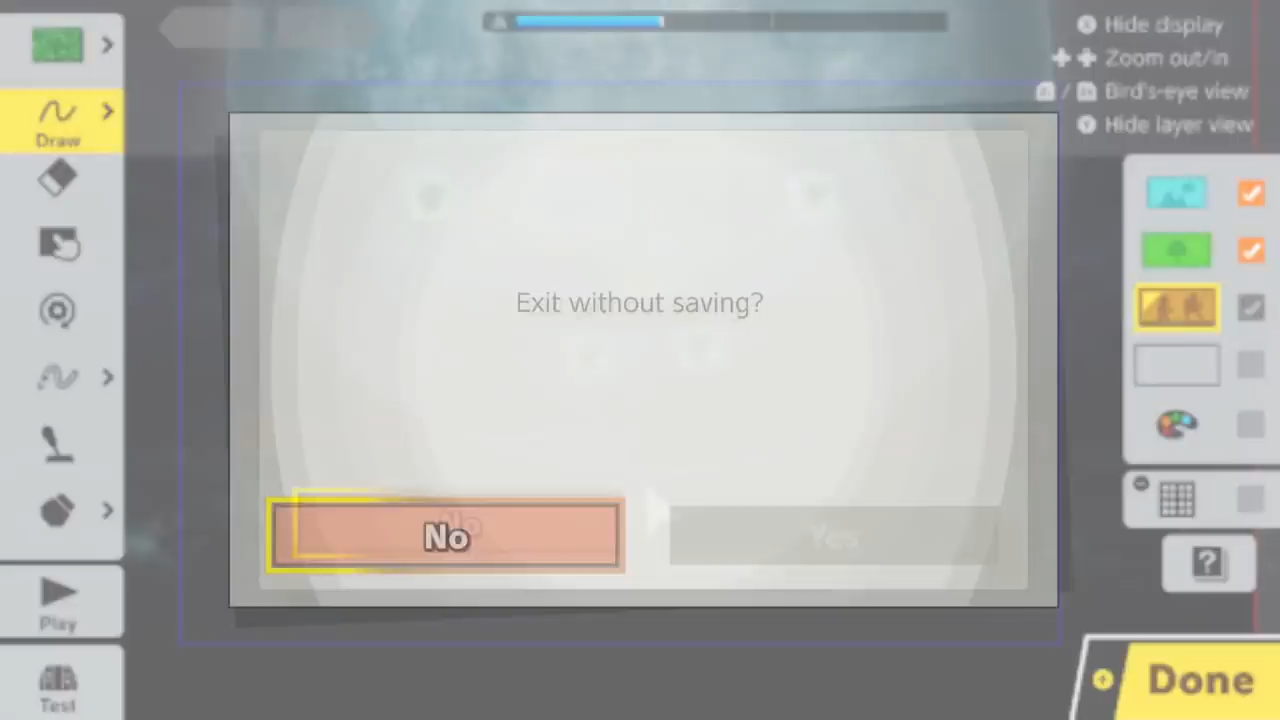 Hide display
Zoom out/in
/ Bird's-eye view
Hide layer view
Draw
Exit without saving?
No
Yes
Play
Test
?
Done